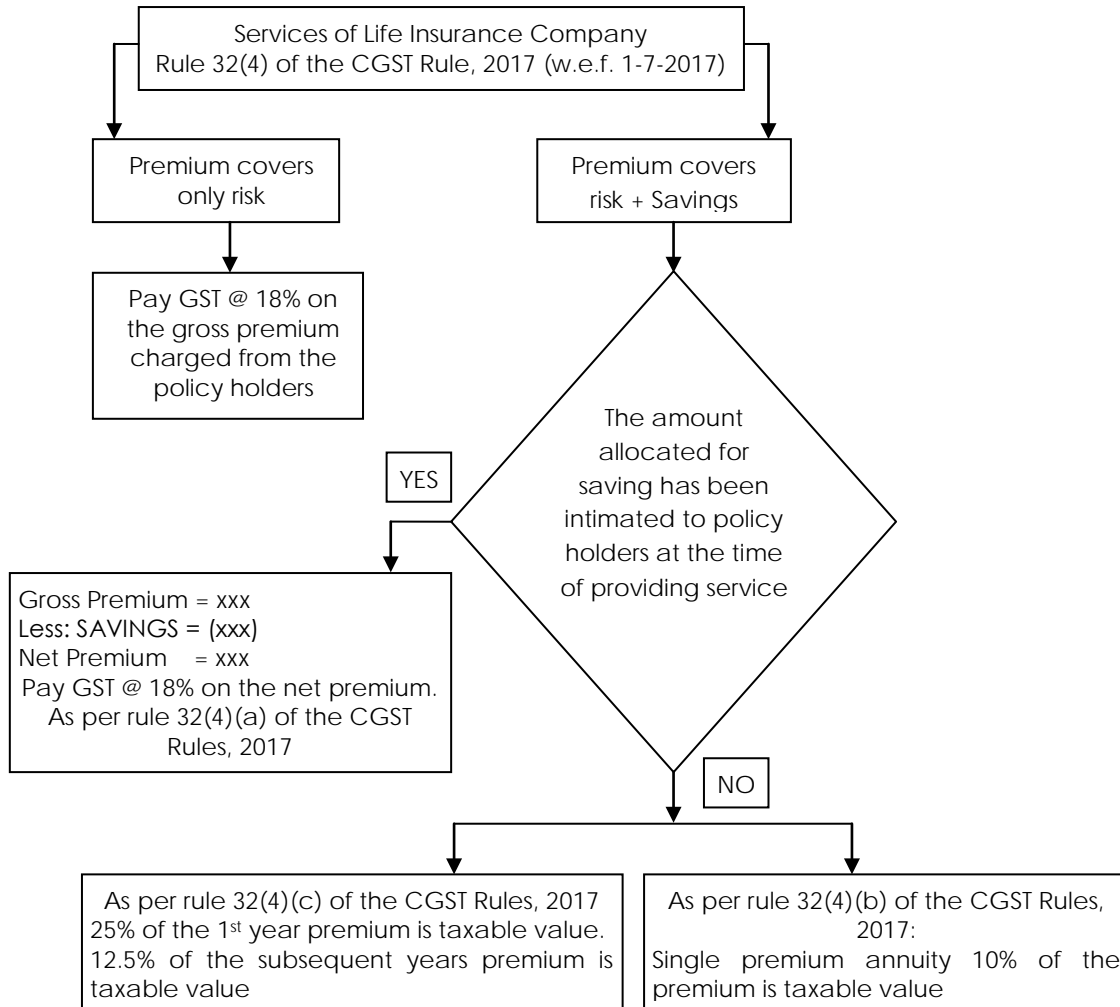 Services of Life Insurance Company
Rule 32(4) of the CGST Rule, 2017 (w.e.f. 1-7-2017)
Premium covers
only risk
Premium covers
risk + Savings
Pay GST @ 18% on
the gross premium
charged from the
policy holders
The amount
allocated for
saving has been
intimated to policy
holders at the time
of providing service
YES
Gross Premium = xxx
Less: SAVINGS = (xxx)
Net Premium = xxx
Pay GST @ 18% on the net premium.
As per rule 32(4)(a) of the CGST
Rules, 2017
NO
As per rule 32(4)(c) of the CGST Rules, 2017
25% of the 1st year premium is taxable value.
12.5% of the subsequent years premium is
taxable value
As per rule 32(4)(b) of the CGST Rules,
2017:
Single premium annuity 10% of the
premium is taxable value